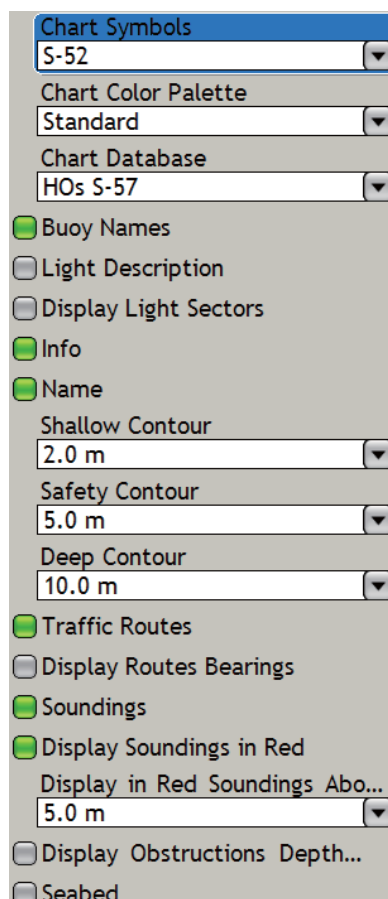 Chart Symbols
S-52
Chart Color Palette
Standard
Chart Database
HOs S-57
Buoy Names
Light Description
Display Light Sectors
Info
Name
Shallow Contour
2.0 m
Safety Contour
5.0 m
Deep Contour
10.0 m
Traffic Routes
Display Routes Bearings
Soundings
Display Soundings in Red
Display in Red Soundings Abo...
5.0 m
Display Obstructions Depth...
Seabed